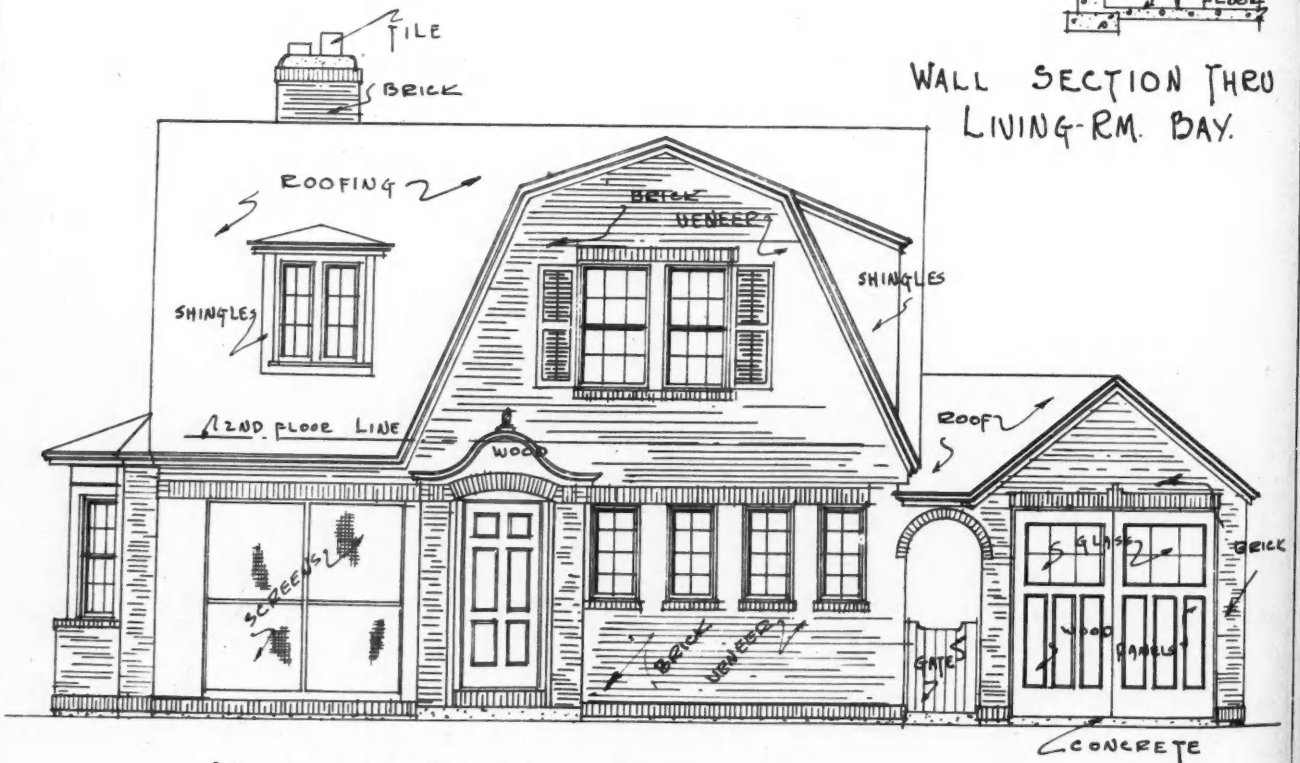 FLOOR
WALL SECTION THRU
LIVING-RM. BAY.
TILE
BRICK
ROOFING
BRICK
VENEER
SHINGLES
SHINGLES
2ND FLOOR LINE
WOOD
ROOF
SCREENS
GLASS
BRICK
BRICK
VENEER
GATE
WOOD PANELS
CONCRETE